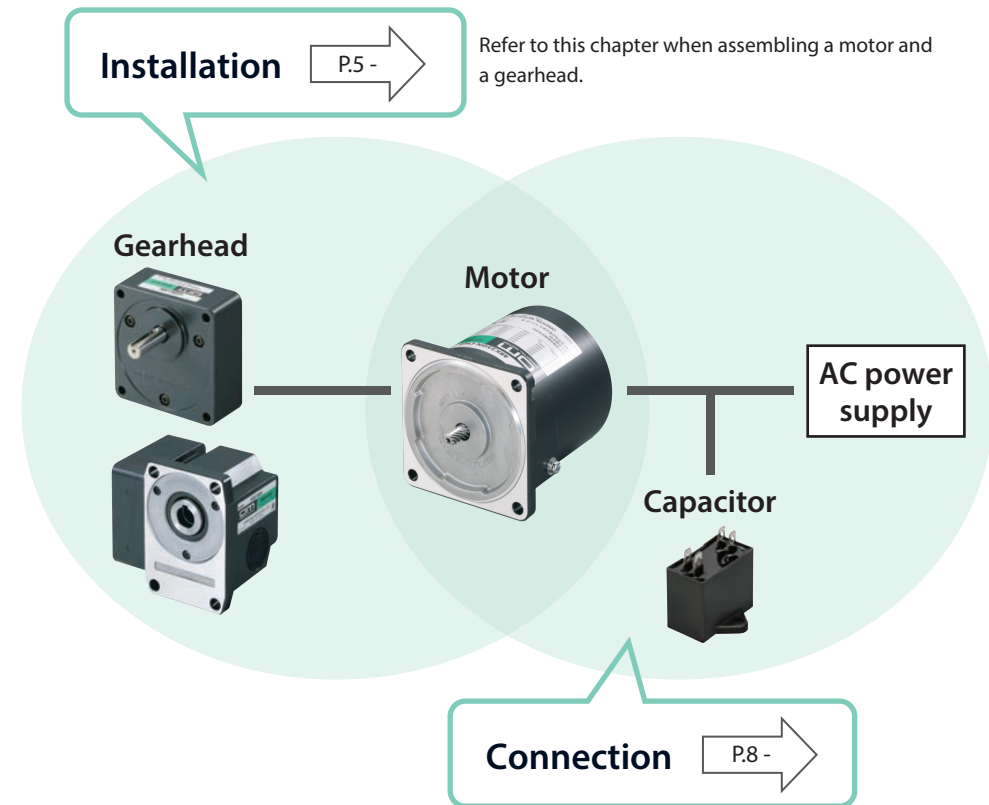 Installation
P.5 -
Refer to this chapter when assembling a motor and
a gearhead.
Gearhead
Motor
AC power
supply
Capacitor
Connection
P.8 -